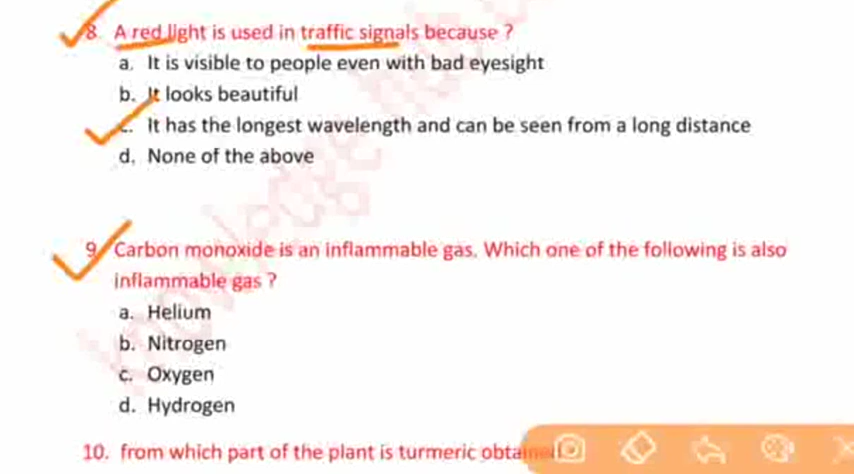 8. A red light is used in traffic signals because ?
a. It is visible to people even with bad eyesight
b. It looks beautiful
c. It has the longest wavelength and can be seen from a long distance
d. None of the above
9. Carbon monoxide is an inflammable gas. Which one of the following is also
inflammable gas ?
a. Helium
b. Nitrogen
c. Oxygen
d. Hydrogen
10. from which part of the plant is turmeric
knowledge